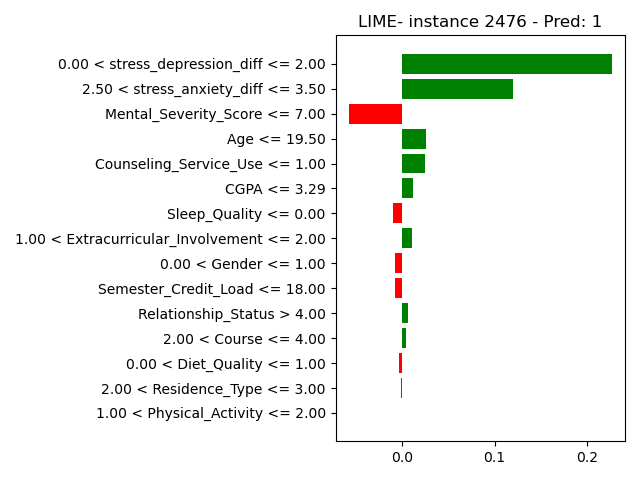 LIME- instance 2476 - Pred: 1
0.00 < stress_depression_diff <= 2.00
2.50 < stress_anxiety_diff <= 3.50
Mental_Severity_Score <= 7.00
Age <= 19.50
Counseling_Service_Use <= 1.00
CGPA <= 3.29
Sleep_Quality <= 0.00
1.00 < Extracurricular_Involvement <= 2.00
0.00 < Gender <= 1.00
Semester_Credit_Load <= 18.00
Relationship_Status > 4.00
2.00 < Course <= 4.00
0.00 < Diet_Quality <= 1.00
2.00 < Residence_Type <= 3.00
1.00 < Physical_Activity <= 2.00
0.0 0.1 0.2